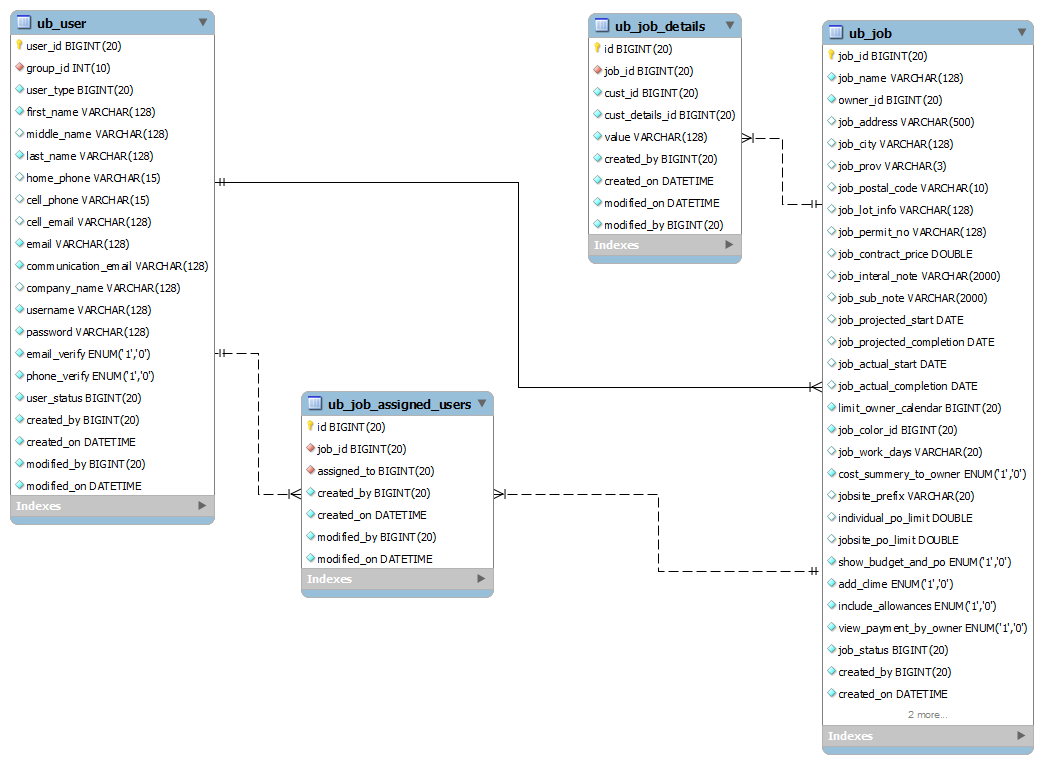 ub_user
user_id BIGINT(20)
group_id INT(10)
user_type BIGINT(20)
first_name VARCHAR(128)
middle_name VARCHAR(128)
last_name VARCHAR(128)
home_phone VARCHAR(15)
cell_phone VARCHAR(15)
cell_email VARCHAR(128)
email VARCHAR(128)
communication_email VARCHAR(128)
company_name VARCHAR(128)
username VARCHAR(128)
password VARCHAR(128)
email_verify ENUM('1','0')
phone_verify ENUM('1','0')
user_status BIGINT(20)
created_by BIGINT(20)
created_on DATETIME
modified_by BIGINT(20)
modified_on DATETIME
Indexes
ub_job_assigned_users
id BIGINT(20)
job_id BIGINT(20)
assigned_to BIGINT(20)
created_by BIGINT(20)
created_on DATETIME
modified_by BIGINT(20)
modified_on DATETIME
Indexes
ub_job_details
id BIGINT(20)
job_id BIGINT(20)
cust_id BIGINT(20)
cust_details_id BIGINT(20)
value VARCHAR(128)
created_by BIGINT(20)
created_on DATETIME
modified_on DATETIME
modified_by BIGINT(20)
Indexes
ub_job
job_id BIGINT(20)
job_name VARCHAR(128)
owner_id BIGINT(20)
job_address VARCHAR(500)
job_city VARCHAR(128)
job_prov VARCHAR(3)
job_postal_code VARCHAR(10)
job_lot_info VARCHAR(128)
job_permit_no VARCHAR(128)
job_contract_price DOUBLE
job_interal_note VARCHAR(2000)
job_sub_note VARCHAR(2000)
job_projected_start DATE
job_projected_completion DATE
job_actual_start DATE
job_actual_completion DATE
limit_owner_calendar BIGINT(20)
job_color_id BIGINT(20)
job_work_days VARCHAR(20)
cost_summery_to_owner ENUM('1','0')
jobsite_prefix VARCHAR(20)
individual_po_limit DOUBLE
jobsite_po_limit DOUBLE
show_budget_and_po ENUM('1','0')
add_clime ENUM('1','0')
include_allowances ENUM('1','0')
view_payment_by_owner ENUM('1','0')
job_status BIGINT(20)
created_by BIGINT(20)
created_on DATETIME
2 more...
Indexes